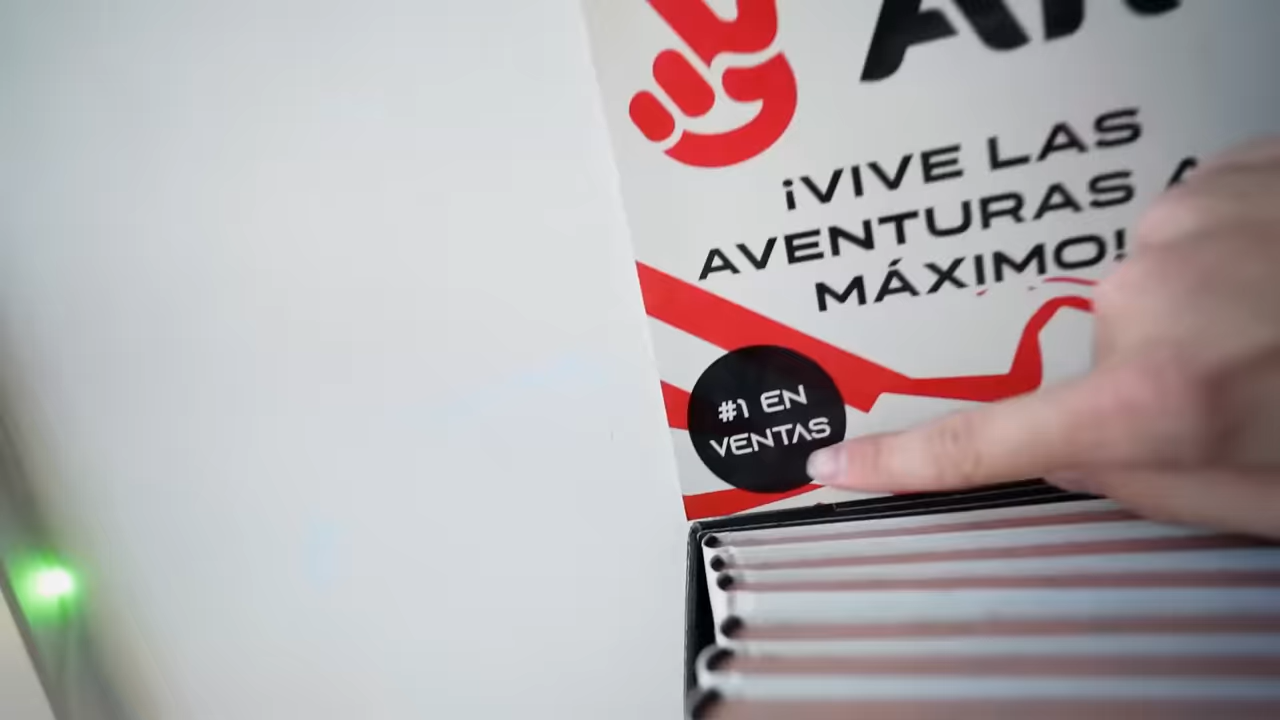 ¡VIVE LAS
AVENTURAS A
MÁXIMO!
#1 EN
VENTAS